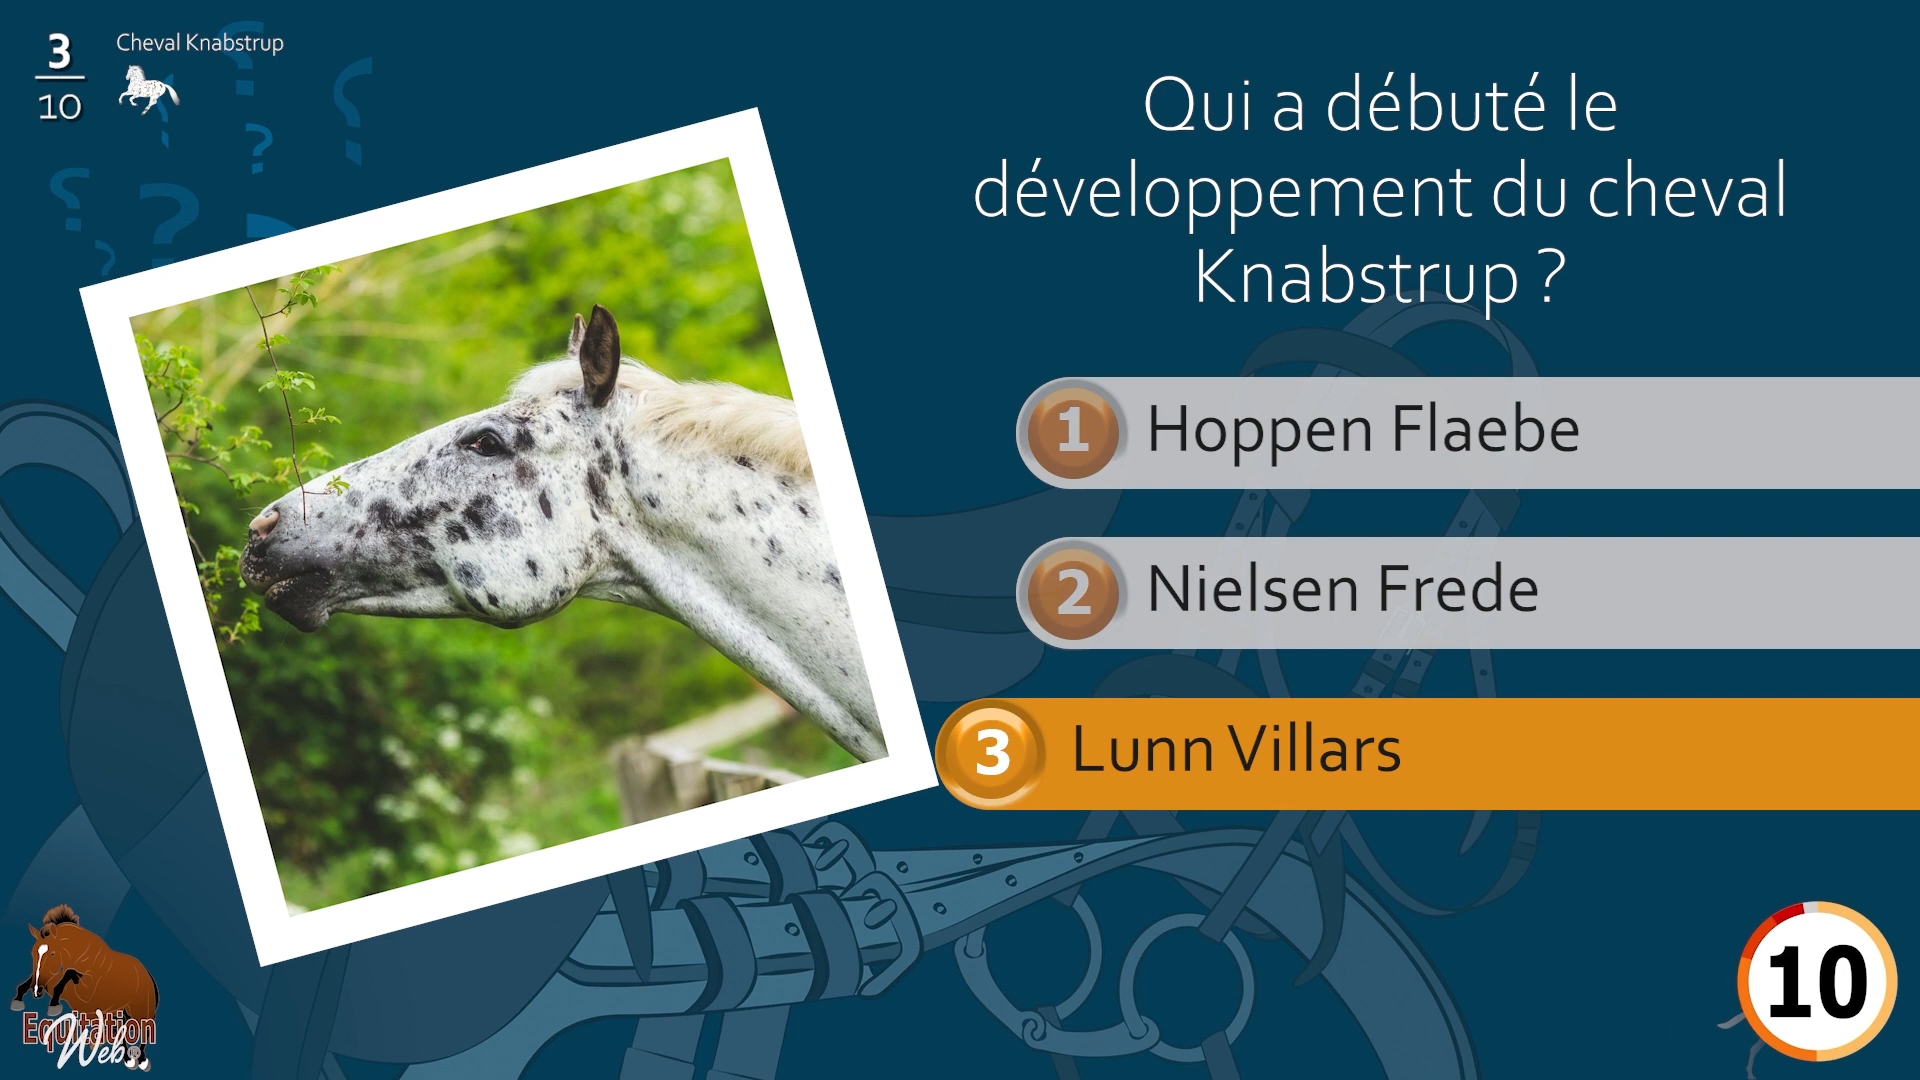 3
10
Cheval Knabstrup
Qui a débuté le
développement du cheval
Knabstrup ?
1 Hoppen Flaebe
2 Nielsen Frede
3 Lunn Villars
10
Equitation
Web